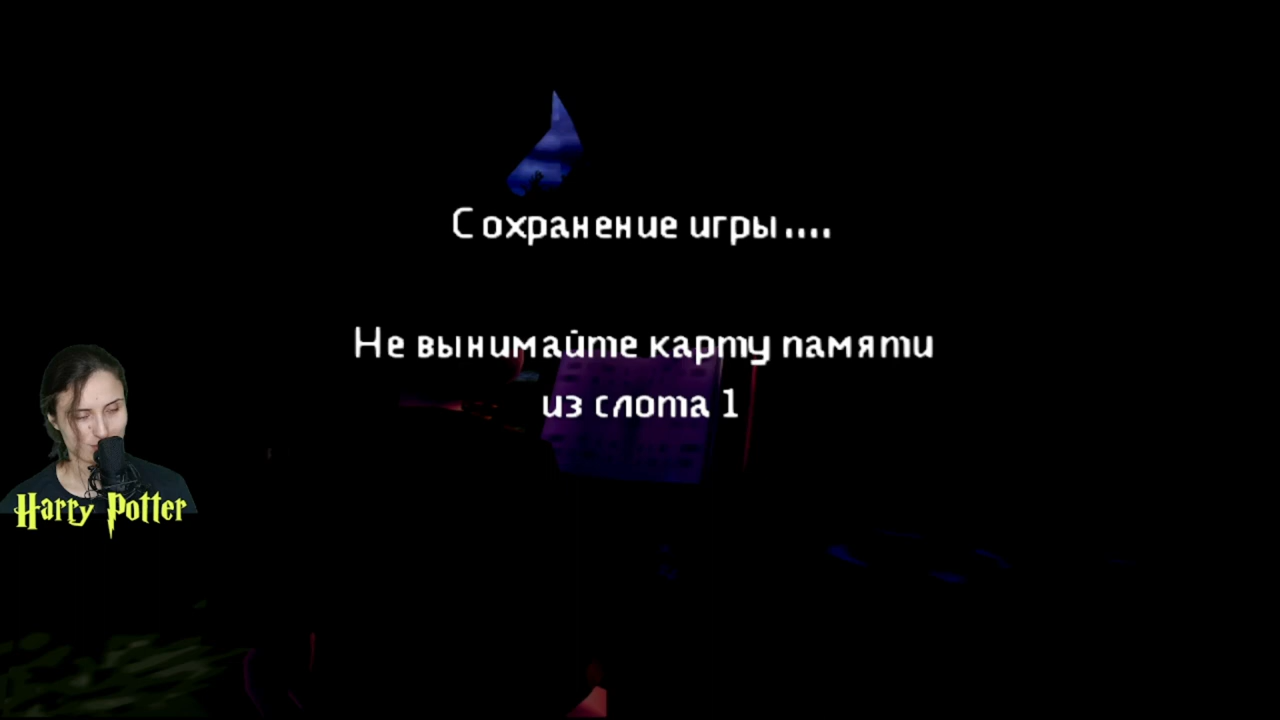 Сохранение игры....
Не вынимайте карту памяти
из слота 1
Harry Potter